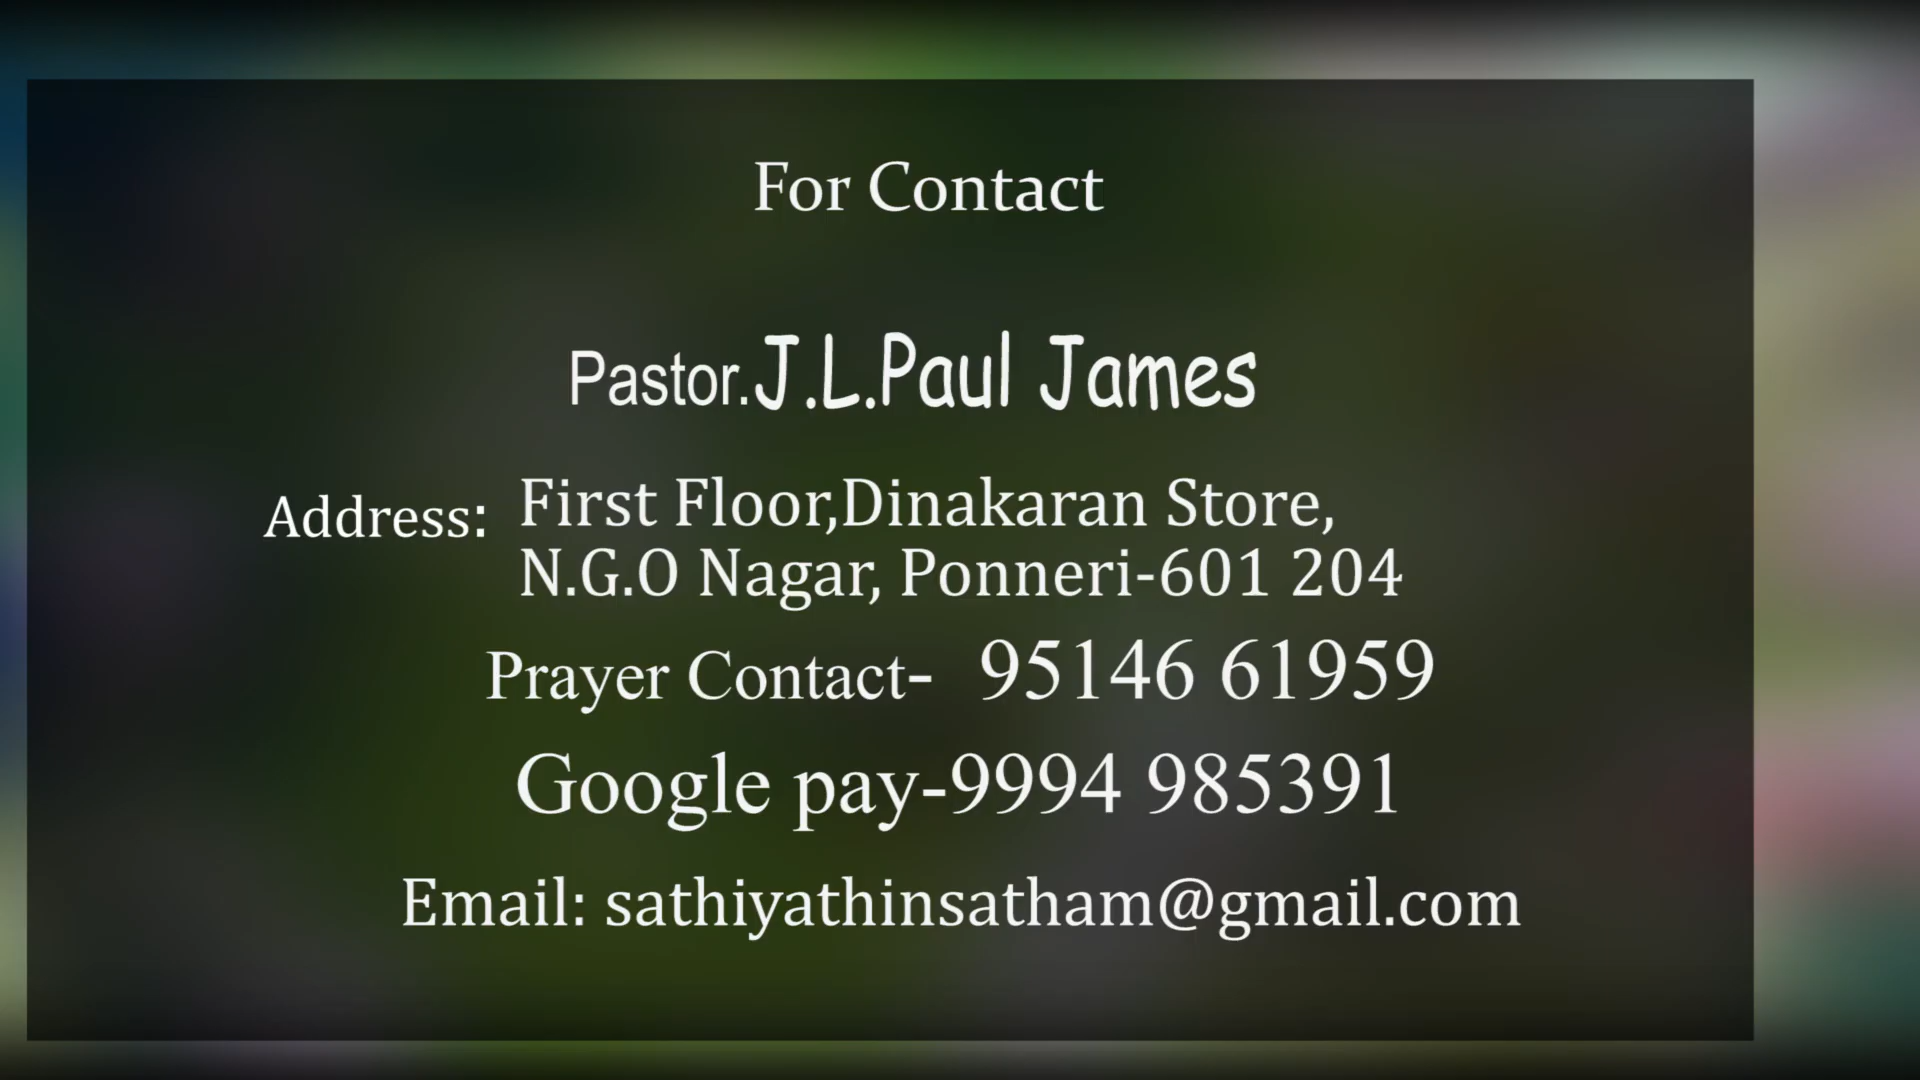 For Contact
Pastor.J.L.Paul James
Address: First Floor,Dinakaran Store,
N.G.O Nagar, Ponneri-601 204
Prayer Contact- 95146 61959
Google pay-9994 985391
Email: sathiyathinsatham@gmail.com